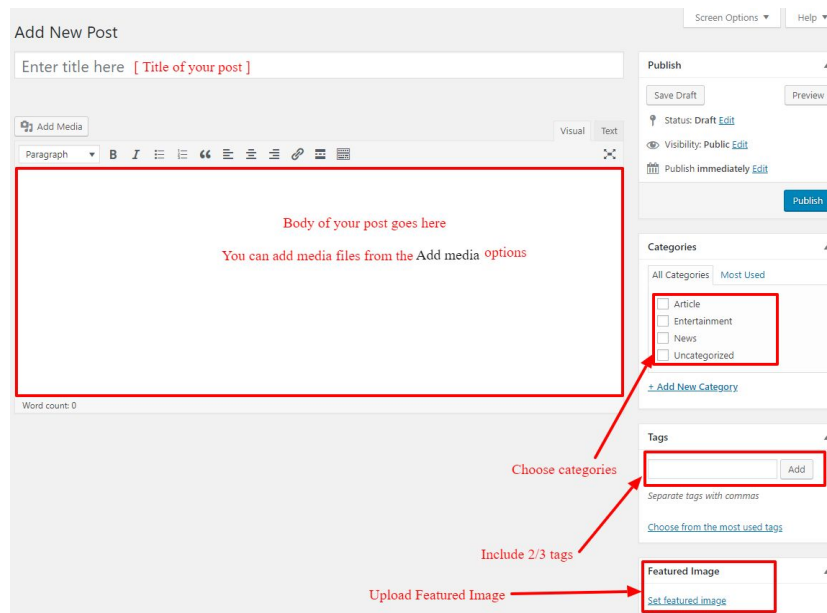 Screen Options ▼ Help ▼
Add New Post
Enter title here [ Title of your post ]
Add Media
Visual Text
Paragraph ▼ B I
Body of your post goes here
You can add media files from the Add media options
Word count: 0
Publish
Save Draft Preview
Status: Draft Edit
Visibility: Public Edit
Publish immediately Edit
Publish
Categories
All Categories Most Used
Article
Entertainment
News
Uncategorized
+ Add New Category
Choose categories
Tags
Add
Separate tags with commas
Choose from the most used tags
Include 2/3 tags
Featured Image
Upload Featured Image
Set featured image